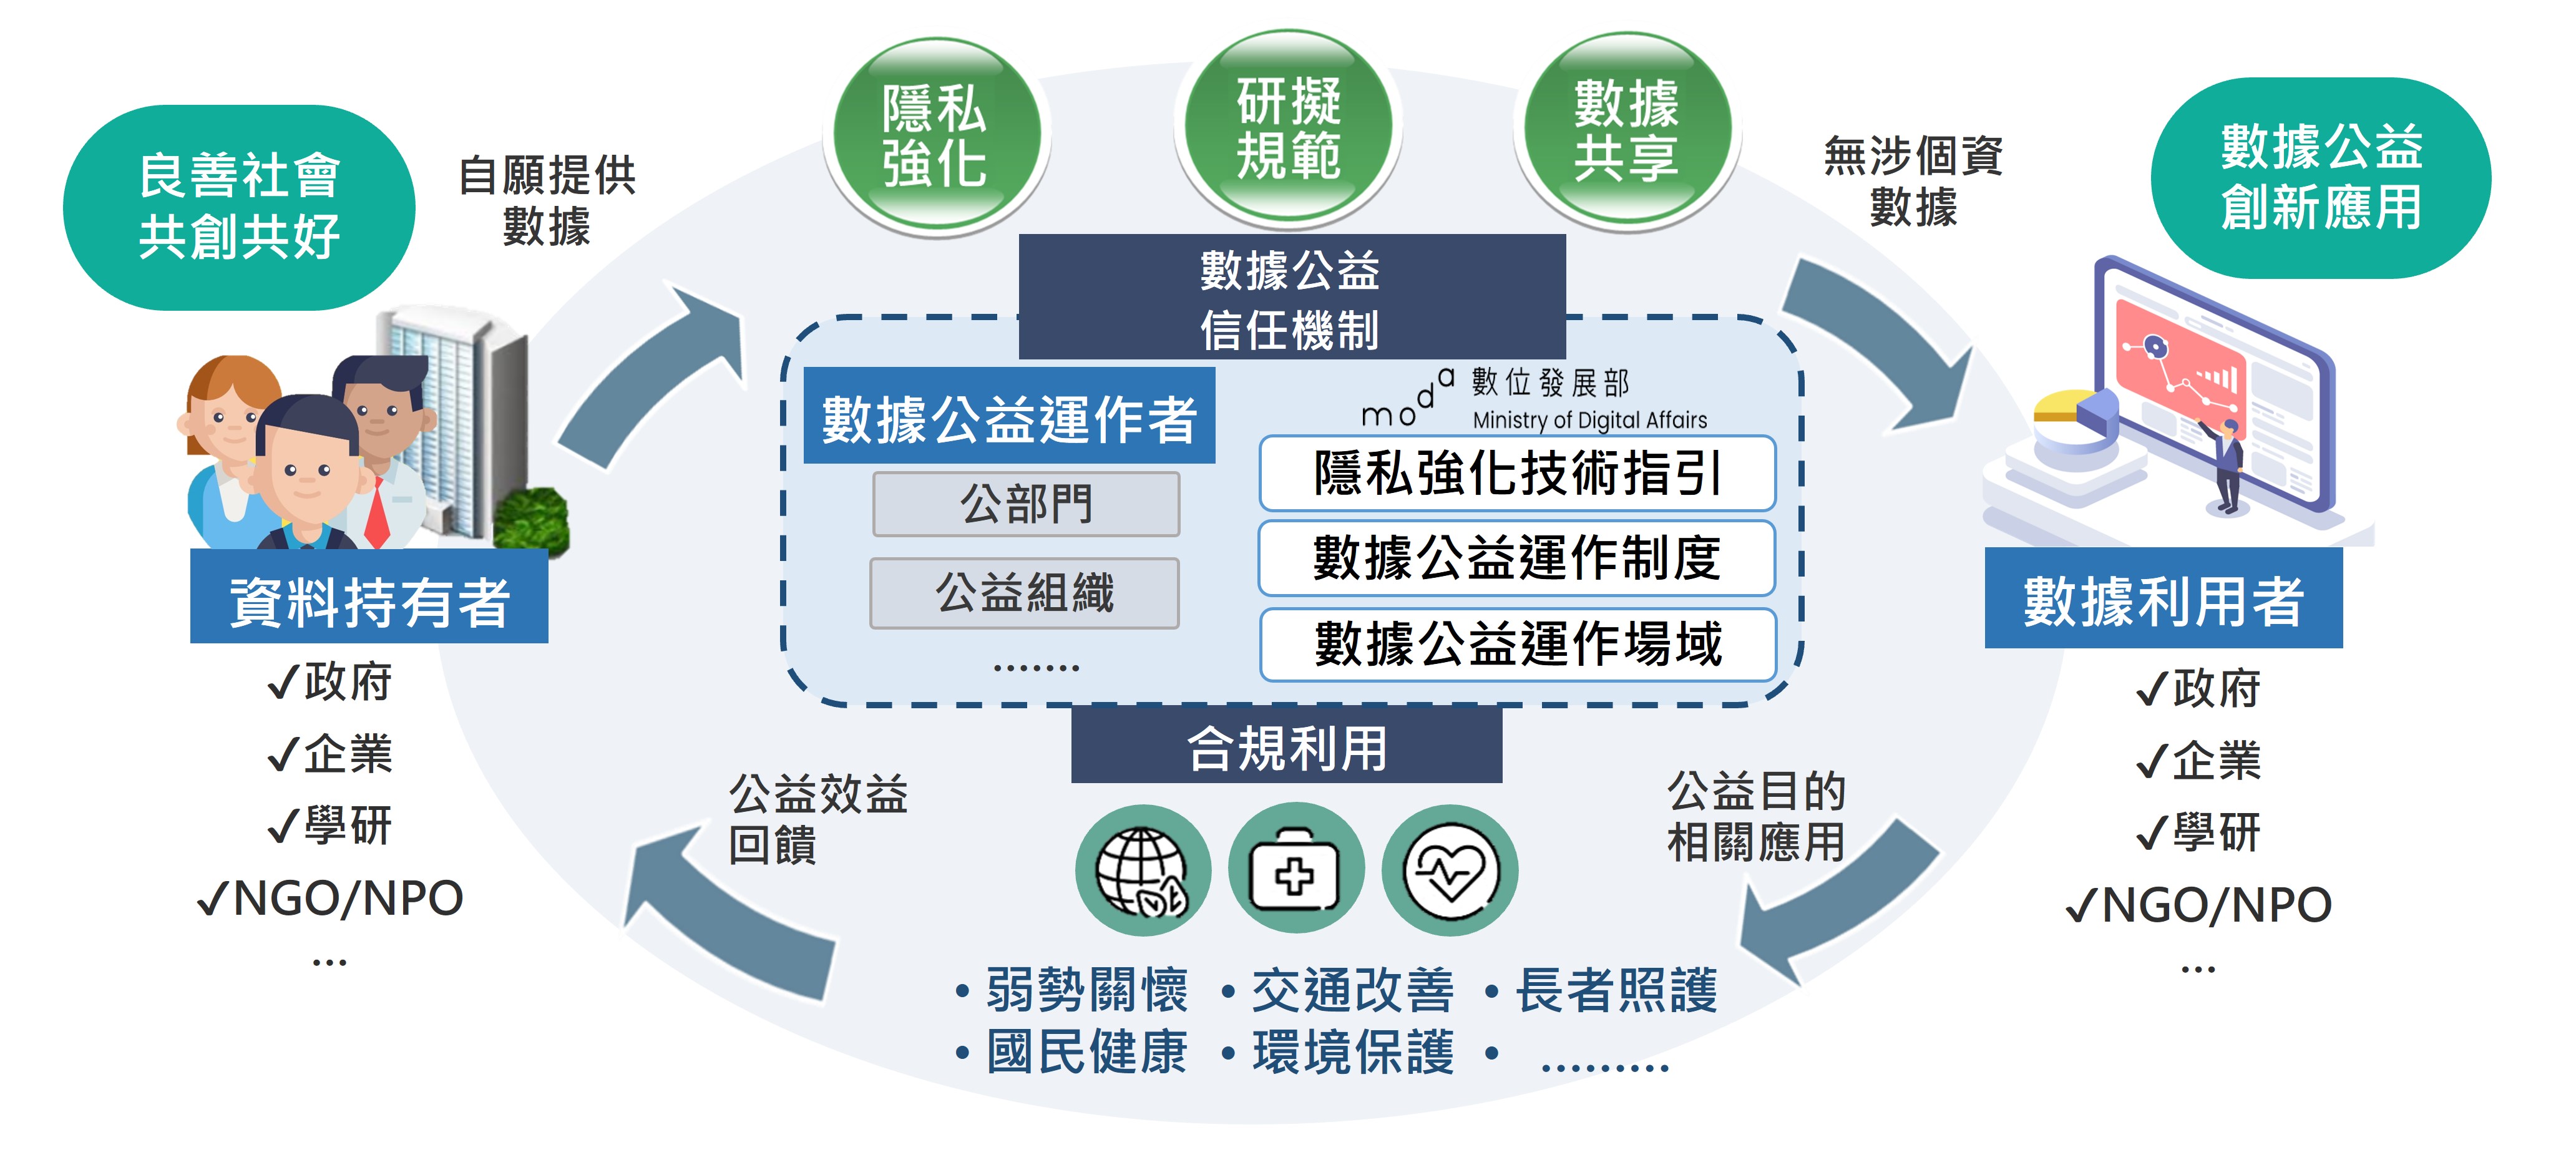 良善社會
共創共好
自願提供
數據
隱私
強化
研擬
規範
數據
共享
無涉個資
數據
數據公益
創新應用
數據公益
信任機制
數據公益運作者
公部門
公益組織
.......
moda 數位發展部
Ministry of Digital Affairs
隱私強化技術指引
數據公益運作制度
數據公益運作場域
資料持有者
✓政府
✓企業
✓學研
✓NGO/NPO
...
數據利用者
✓政府
✓企業
✓學研
✓NGO/NPO
...
合規利用
公益效益
回饋
公益目的
相關應用
• 弱勢關懷 • 交通改善 • 長者照護
• 國民健康 • 環境保護 • .........